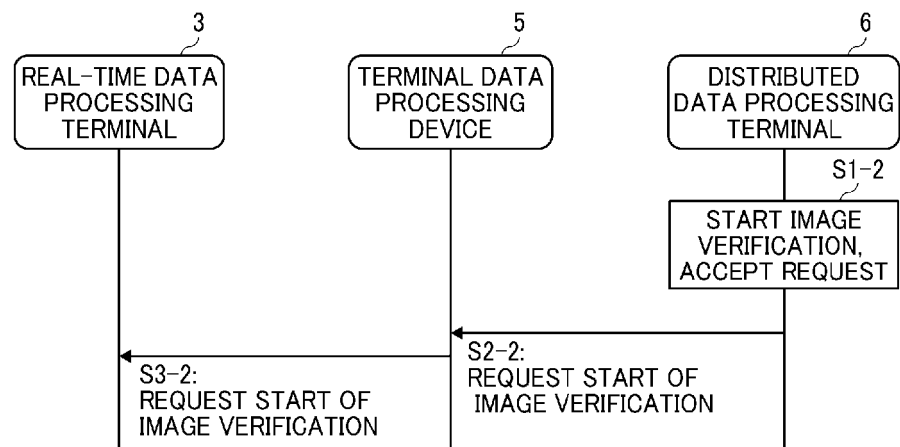 3
5
6
REAL-TIME DATA
PROCESSING
TERMINAL
TERMINAL DATA
PROCESSING
DEVICE
DISTRIBUTED
DATA PROCESSING
TERMINAL
S1-2
START IMAGE
VERIFICATION,
ACCEPT REQUEST
S2-2:
REQUEST START OF
IMAGE VERIFICATION
S3-2:
REQUEST START OF
IMAGE VERIFICATION